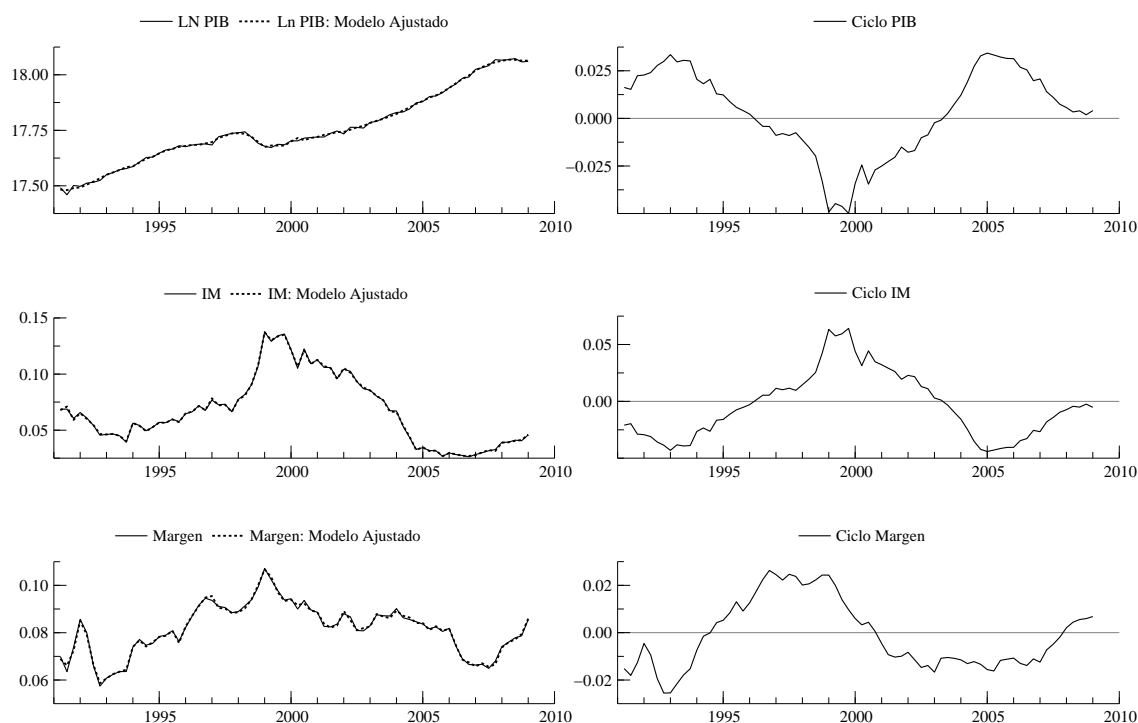 LN PIB Ln PIB: Modelo Ajustado
18.00
17.75
17.50
1995 2000 2005 2010
Ciclo PIB
0.025
0.000
−0.025
1995 2000 2005 2010
IM IM: Modelo Ajustado
0.15
0.10
0.05
1995 2000 2005 2010
Ciclo IM
0.05
0.00
1995 2000 2005 2010
Margen Margen: Modelo Ajustado
0.10
0.08
0.06
1995 2000 2005 2010
Ciclo Margen
0.02
0.00
−0.02
1995 2000 2005 2010